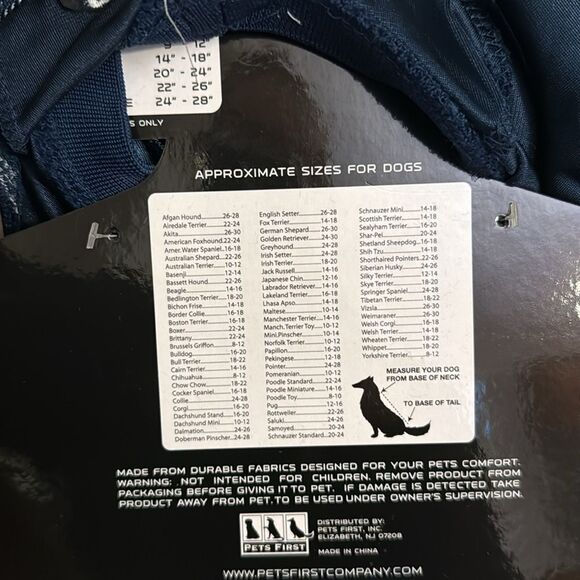 9" - 12"
14" - 18"
20" - 24"
22" - 26"
24" - 28"
S ONLY
APPROXIMATE SIZES FOR DOGS
Afgan Hound........26-28
Airedale Terrier........22-24
Akita........26-30
American Foxhound..22-24
Amer.Water Spaniel..16-18
Australian Shepard...22-26
Australian Terrier........10-12
Basenji........12-14
Bassett Hound........22-26
Beagle........14-16
Bedlington Terrier......18-20
Bichon Frise........14-18
Border Collie........16-18
Boston Terrier........16-18
Boxer........22-24
Brittany........22-24
Brussels Griffon........8-12
Bulldog........16-20
Bull Terrier........18-22
Cairn Terrier........14-16
Chihuahua........8-12
Chow Chow........18-22
Cocker Spaniel........16-18
Collie........24-28
Corgi........16-20
Dachshund Stand....16-20
Dachshund Mini......10-12
Dalmation........24-26
Doberman Pinscher..24-28
English Setter........26-28
Fox Terrier........14-18
German Shepard......26-30
Golden Retriever......24-26
Greyhound........24-28
Irish Setter........24-28
Irish Terrier........18-20
Jack Russell........14-16
Japanese Chin........12-16
Labrador Retriever...24-26
Lakeland Terrier........16-18
Lhasa Apso........14-18
Maltese........10-14
Manchester Terrier....14-16
Manch.Terrier Toy....10-12
Mini.Pinscher........10-14
Norfolk Terrier........10-12
Papillon........16-20
Pekingese........12-18
Pointer........24-28
Pomeranian........10-12
Poodle Standard......22-24
Poodle Miniature......14-16
Poodle Toy........8-10
Pug........12-16
Rottweiler........22-26
Saluki........24-26
Samoyed........20-24
Schnauzer Standard...20-24
Schnauzer Mini........14-18
Scottish Terrier........14-18
Sealyham Terrier......16-20
Shar-Pel........20-24
Shetland Sheepdog...16-18
Shih Tzu........14-18
Shorthaired Pointers..22-26
Siberian Husky........24-26
Silky Terrier........12-14
Skye Terrier........18-20
Springer Spaniel........24-28
Tibetan Terrier........18-22
Vizsla........26-30
Weimaraner........26-30
Welsh Corgi........16-18
Welsh Terrier........14-18
Wheaten Terrier........18-22
Whippet........18-20
Yorkshire Terrier........8-12
MEASURE YOUR DOG
FROM BASE OF NECK
TO BASE OF TAIL
MADE FROM DURABLE FABRICS DESIGNED FOR YOUR PETS COMFORT.
WARNING: NOT INTENDED FOR CHILDREN. REMOVE PRODUCT FROM
PACKAGING BEFORE GIVING IT TO PET. IF DAMAGE IS DETECTED TAKE
PRODUCT AWAY FROM PET. TO BE USED UNDER OWNER'S SUPERVISION.
PETS FIRST
DISTRIBUTED BY:
PETS FIRST, INC.
ELIZABETH, NJ 07208
MADE IN CHINA
WWW.PETSFIRSTCOMPANY.COM